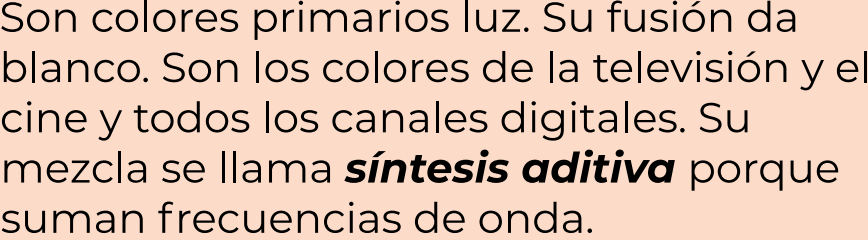 Son colores primarios luz. Su fusión da
blanco. Son los colores de la televisión y el
cine y todos los canales digitales. Su
mezcla se llama síntesis aditiva porque
suman frecuencias de onda.